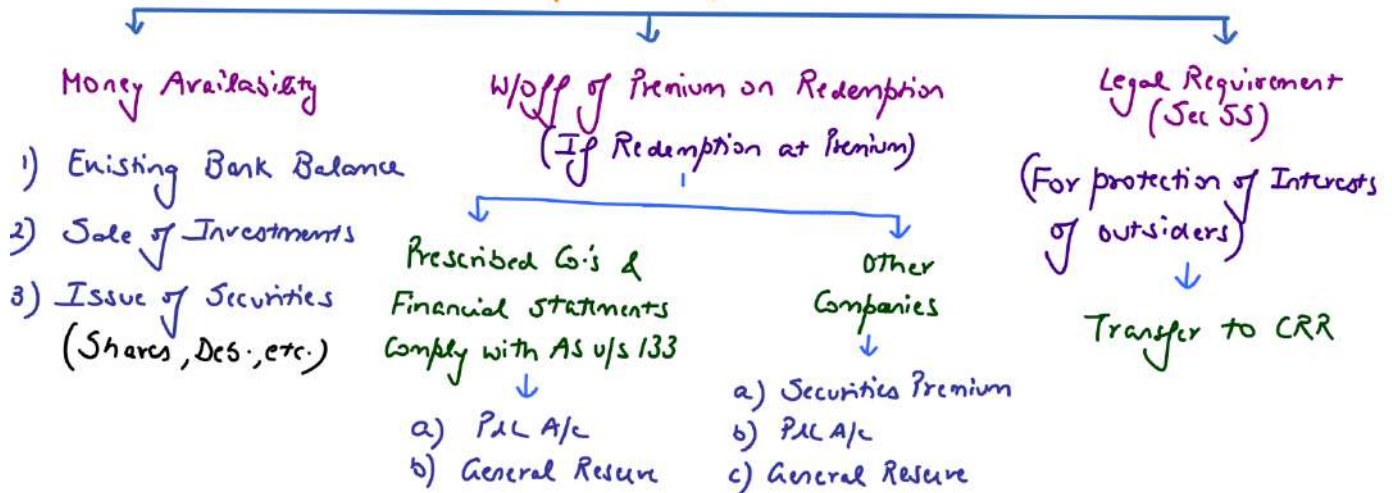 Money Availability
1) Existing Bank Balance
2) Sale of Investments
3) Issue of Securities
(Shares, Deb., etc.)
W/off of Premium on Redemption
(If Redemption at Premium)
Prescribed Co.'s &
Financial Statments
Comply with AS u/s 133
a) P&L A/c
b) General Reserve
Other
Companies
a) Securities Premium
b) P&L A/c
c) General Reserve
Legal Requirement
(Sec 55)
(For protection of Interests
of outsiders)
Transfer to CRR